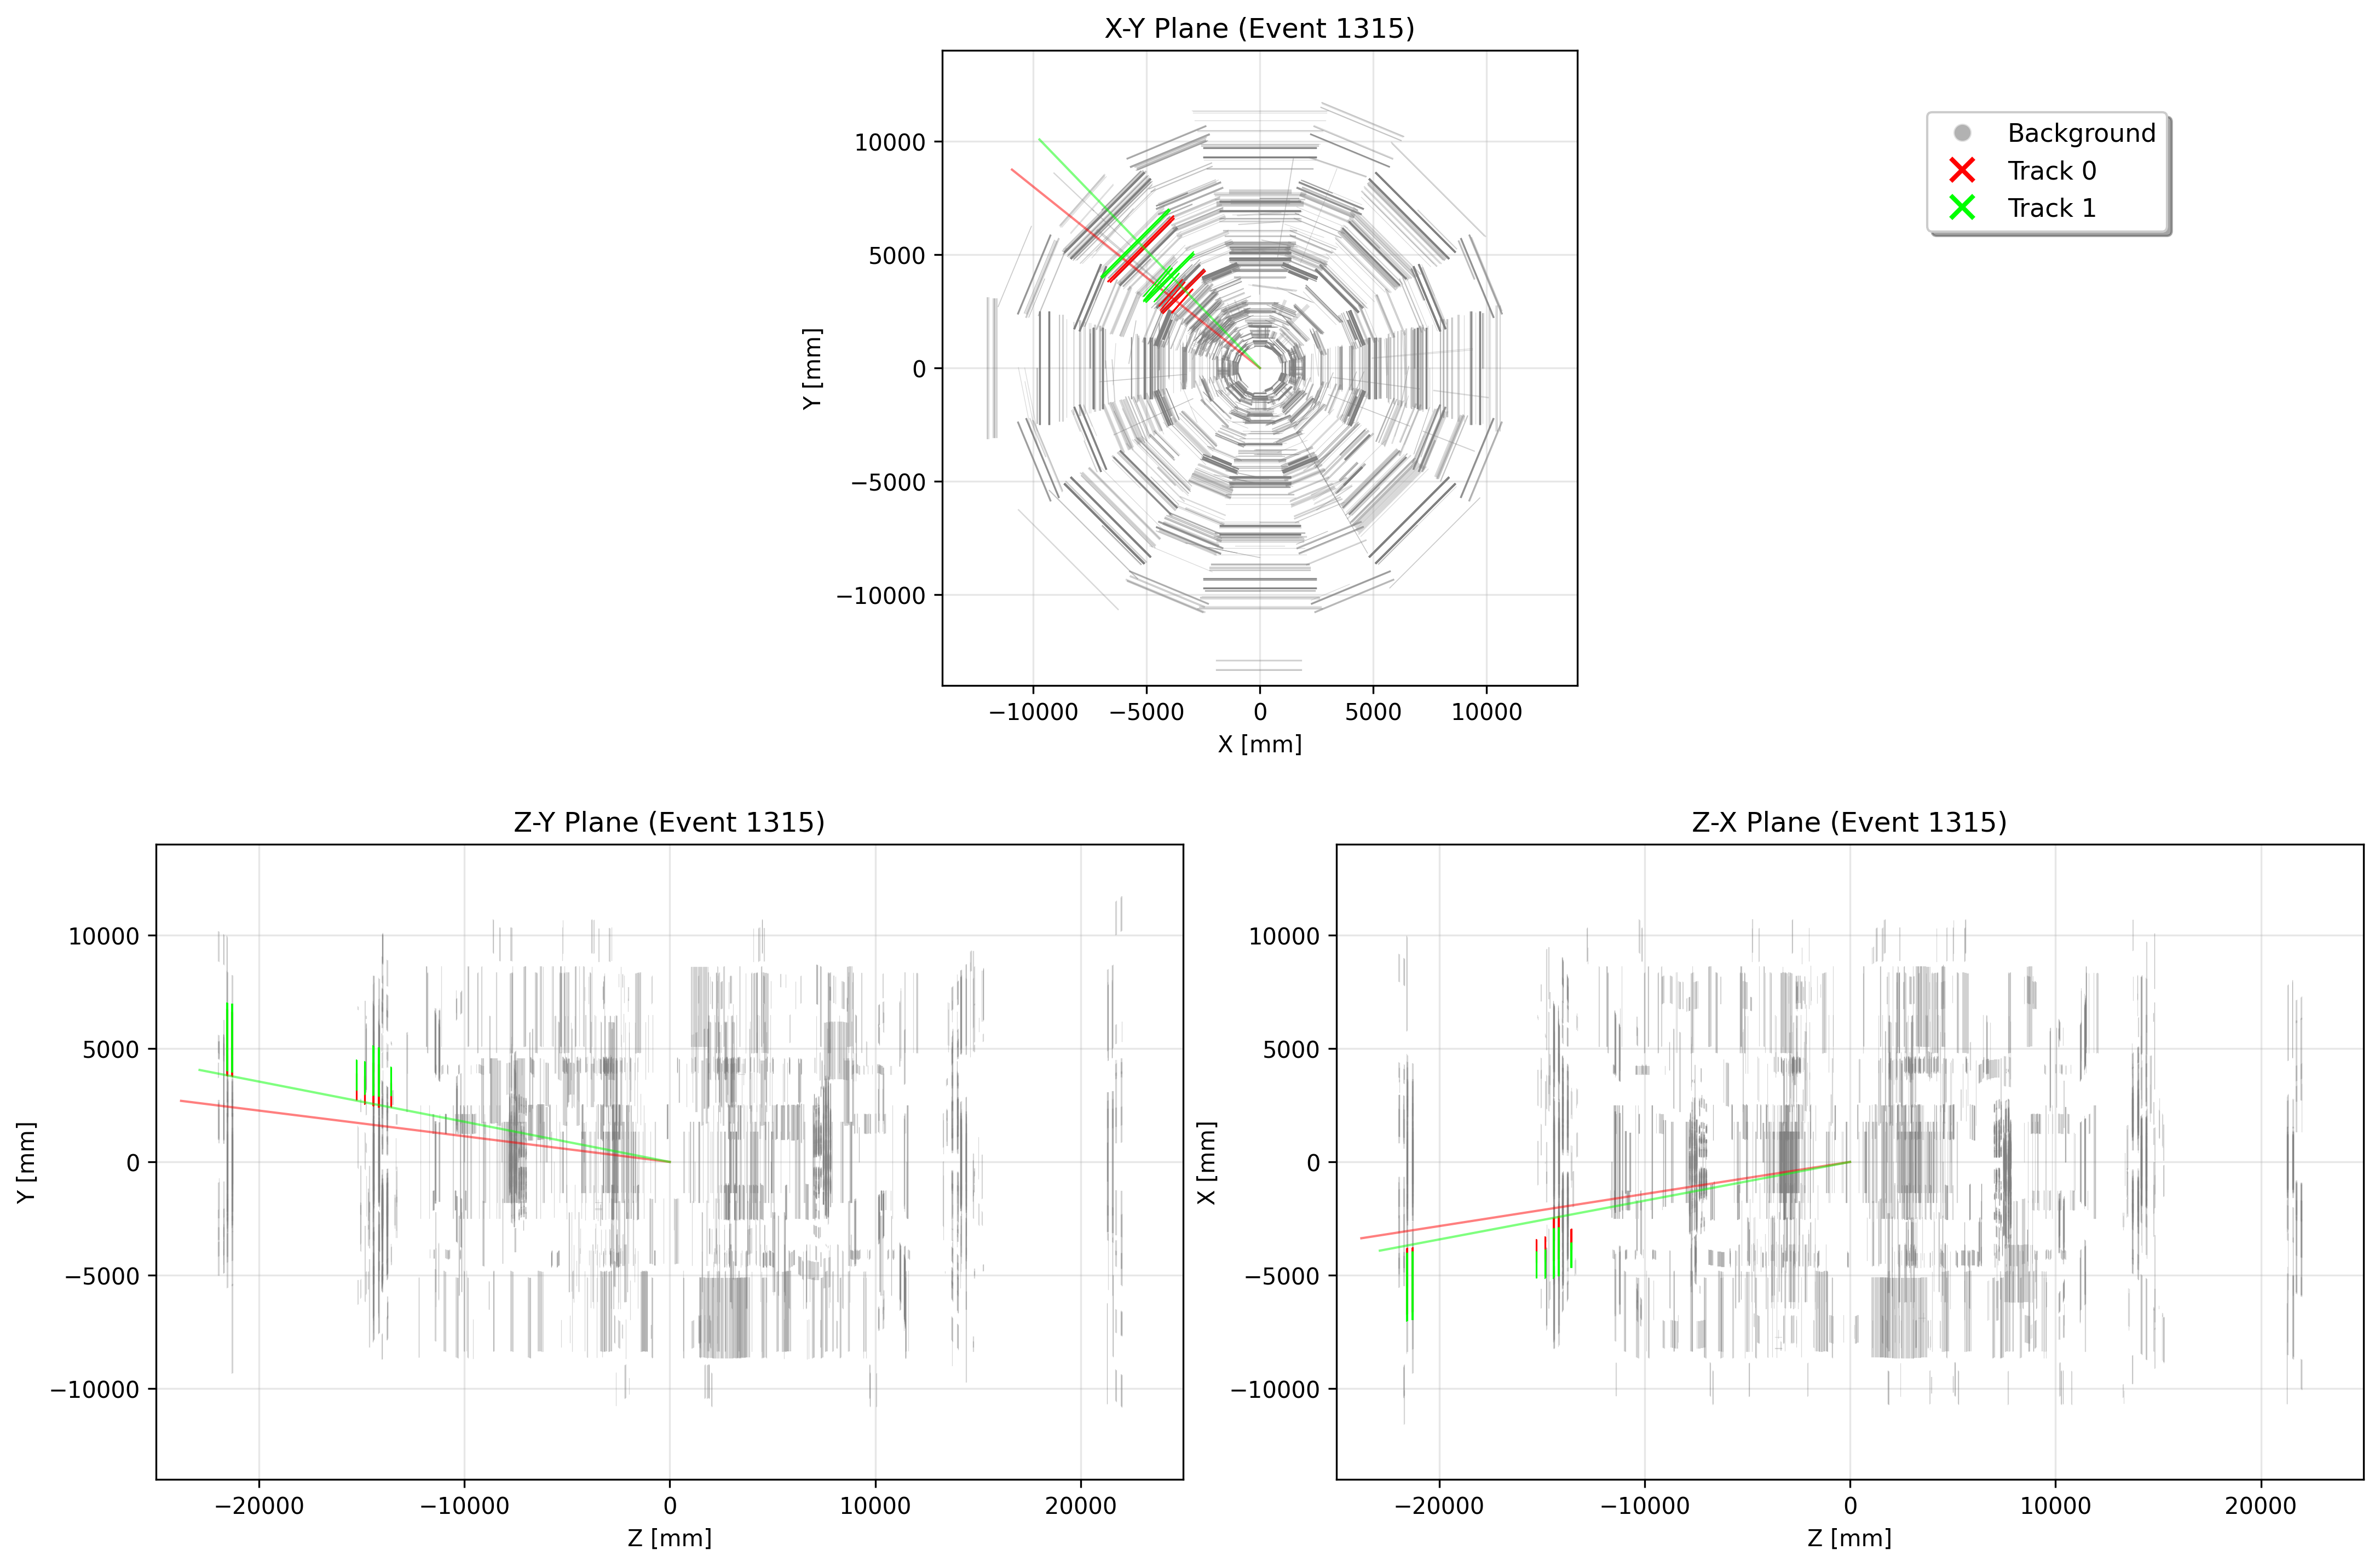 X-Y Plane (Event 1315)
10000
5000
0
−5000
−10000
Y [mm]
−10000 −5000 0 5000 10000
X [mm]
Background
Track 0
Track 1
Z-Y Plane (Event 1315)
10000
5000
0
−5000
−10000
Y [mm]
−20000 −10000 0 10000 20000
Z [mm]
Z-X Plane (Event 1315)
10000
5000
0
−5000
−10000
X [mm]
−20000 −10000 0 10000 20000
Z [mm]